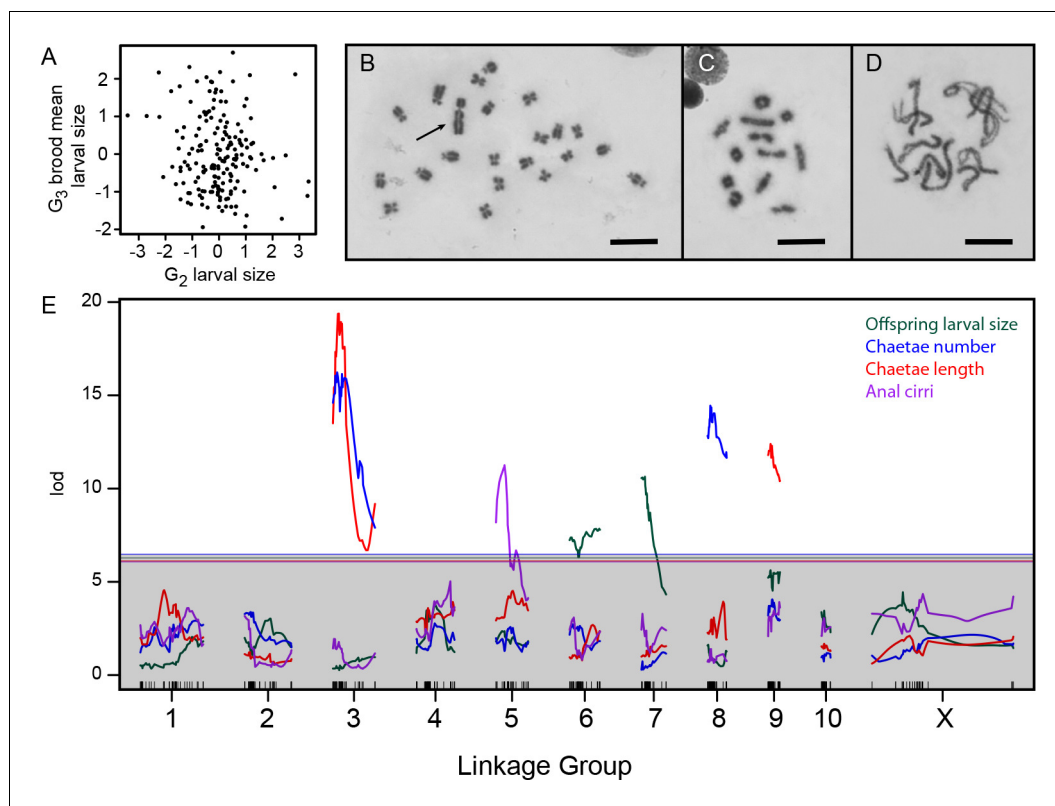 A
G3 brood mean
larval size
2
1
0
-1
-2
-3 -2 -1 0 1 2 3
G2 larval size
B
C
D
E
20
15
10
5
0
lod
Offspring larval size
Chaetae number
Chaetae length
Anal cirri
1 2 3 4 5 6 7 8 9 10 X
Linkage Group